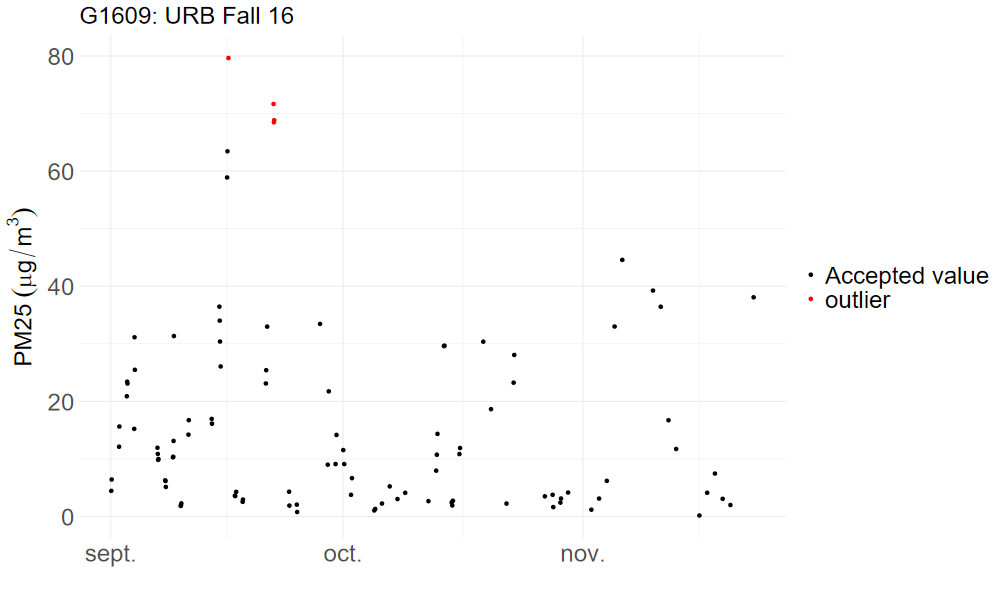 G1609: URB Fall 16
PM25 (μg/m³)
80
60
40
20
0
sept.
oct.
nov.
Accepted value
outlier